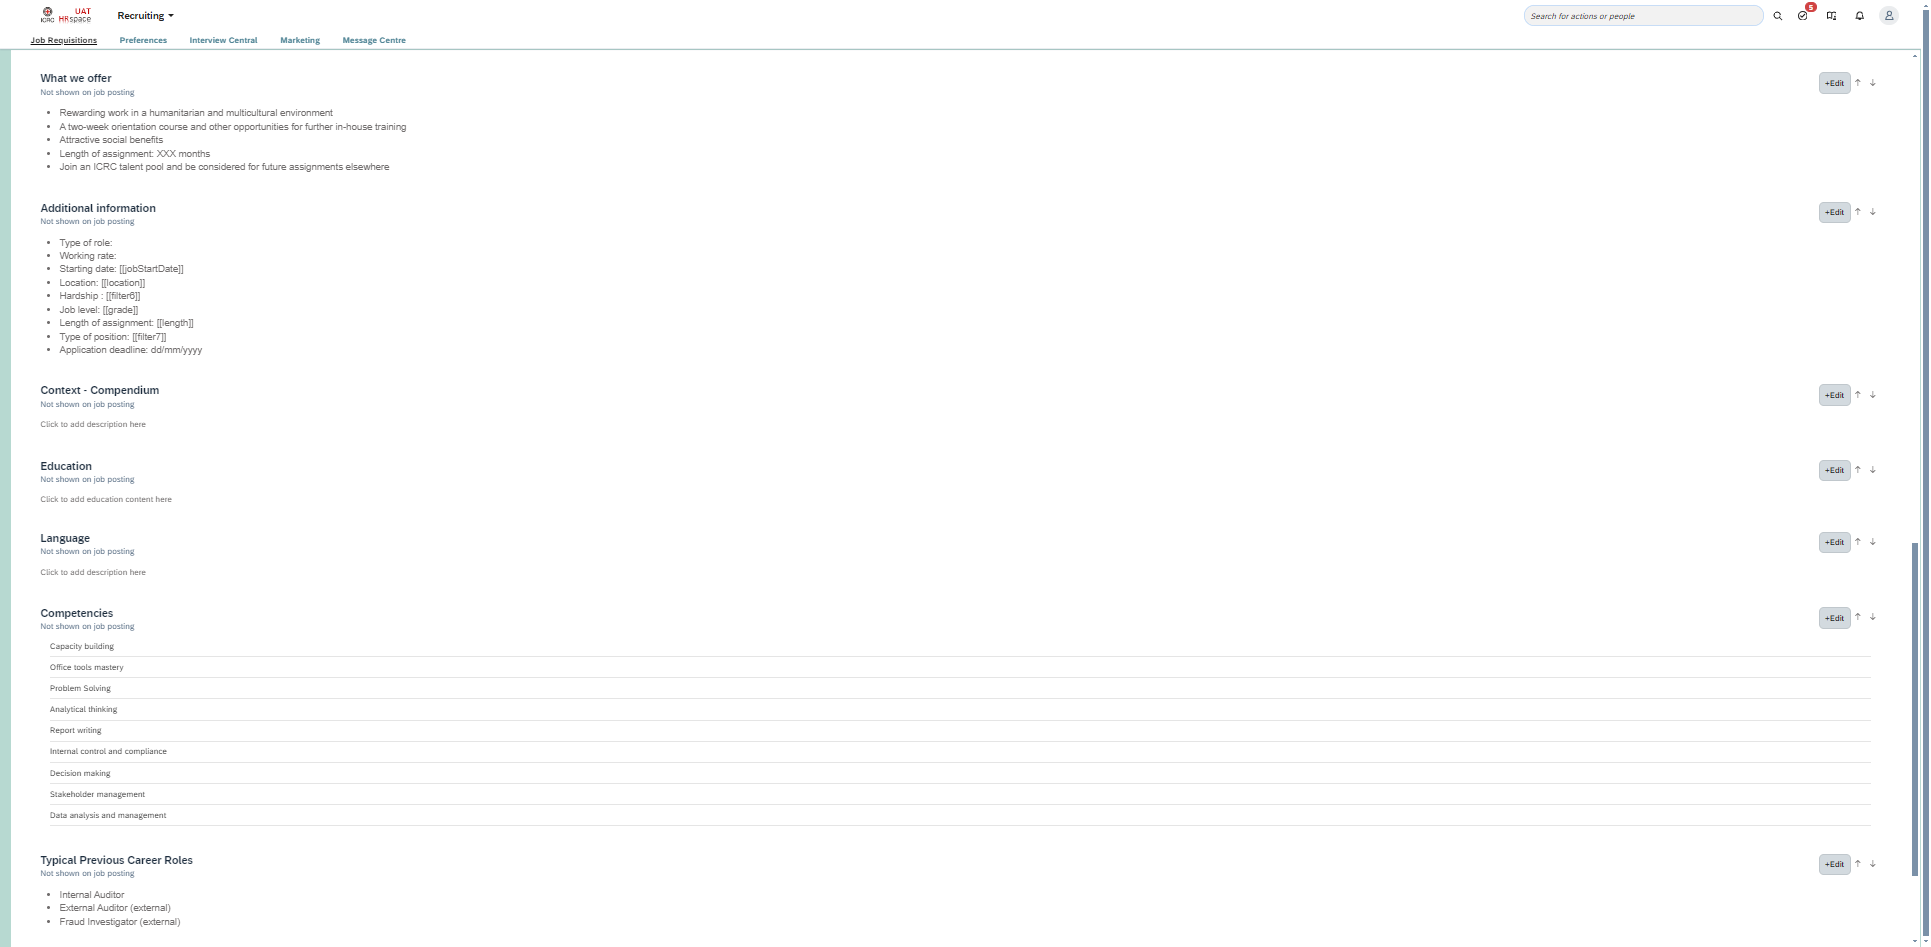 ICRC
UAT
HRspace
Recruiting
Search for actions or people
5
Job Requisitions
Preferences
Interview Central
Marketing
Message Centre
What we offer
+Edit
Not shown on job posting
Rewarding work in a humanitarian and multicultural environment
A two-week orientation course and other opportunities for further in-house training
Attractive social benefits
Length of assignment: XXX months
Join an ICRC talent pool and be considered for future assignments elsewhere
Additional information
+Edit
Not shown on job posting
Type of role:
Working rate:
Starting date: [[jobStartDate]]
Location: [[location]]
Hardship : [[filter6]]
Job level: [[grade]]
Length of assignment: [[length]]
Type of position: [[filter7]]
Application deadline: dd/mm/yyyy
Context - Compendium
+Edit
Not shown on job posting
Click to add description here
Education
+Edit
Not shown on job posting
Click to add education content here
Language
+Edit
Not shown on job posting
Click to add description here
Competencies
+Edit
Not shown on job posting
Capacity building
Office tools mastery
Problem Solving
Analytical thinking
Report writing
Internal control and compliance
Decision making
Stakeholder management
Data analysis and management
Typical Previous Career Roles
+Edit
Not shown on job posting
Internal Auditor
External Auditor (external)
Fraud Investigator (external)